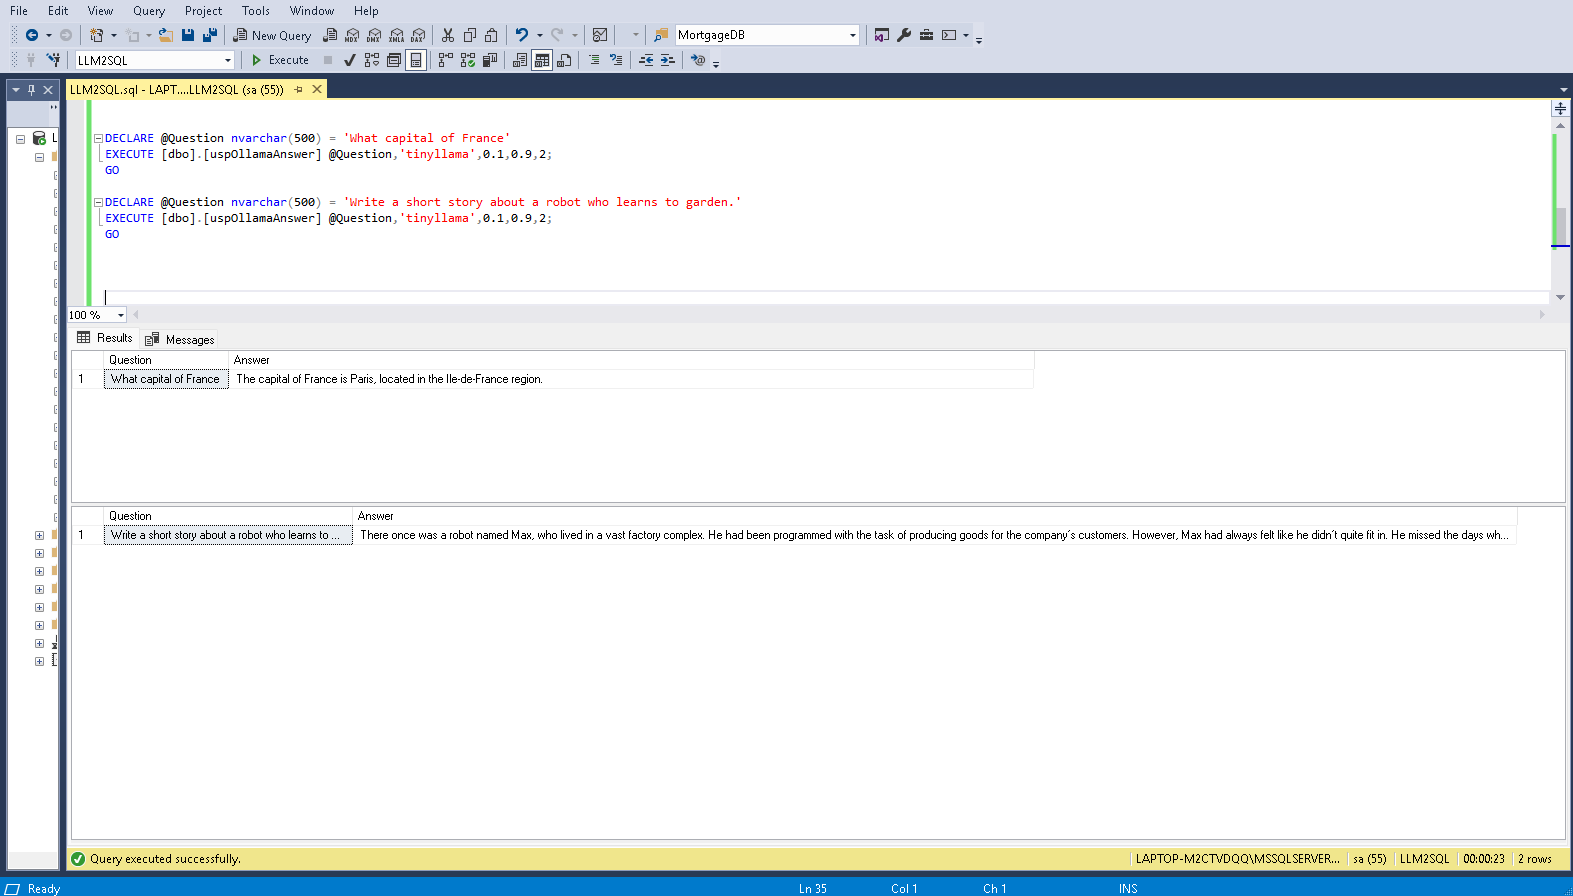 File Edit View Query Project Tools Window Help
New Query MDX DMX XMLA DAX MortgageDB
LLM2SQL Execute
LLM2SQL.sql - LAPT....LLM2SQL (sa (55))
L
DECLARE @Question nvarchar(500) = 'What capital of France'
EXECUTE [dbo].[uspOllamaAnswer] @Question,'tinyllama',0.1,0.9,2;
GO
DECLARE @Question nvarchar(500) = 'Write a short story about a robot who learns to garden.'
EXECUTE [dbo].[uspOllamaAnswer] @Question,'tinyllama',0.1,0.9,2;
GO
100 %
Results Messages
Question Answer
1 What capital of France The capital of France is Paris, located in the Ile-de-France region.
Question Answer
1 Write a short story about a robot who learns to ... There once was a robot named Max, who lived in a vast factory complex. He had been programmed with the task of producing goods for the company's customers. However, Max had always felt like he didn't quite fit in. He missed the days wh...
Query executed successfully. LAPTOP-M2CTVDQQ\MSSQLSERVER... sa (55) LLM2SQL 00:00:23 2 rows
Ready Ln 35 Col 1 Ch 1 INS